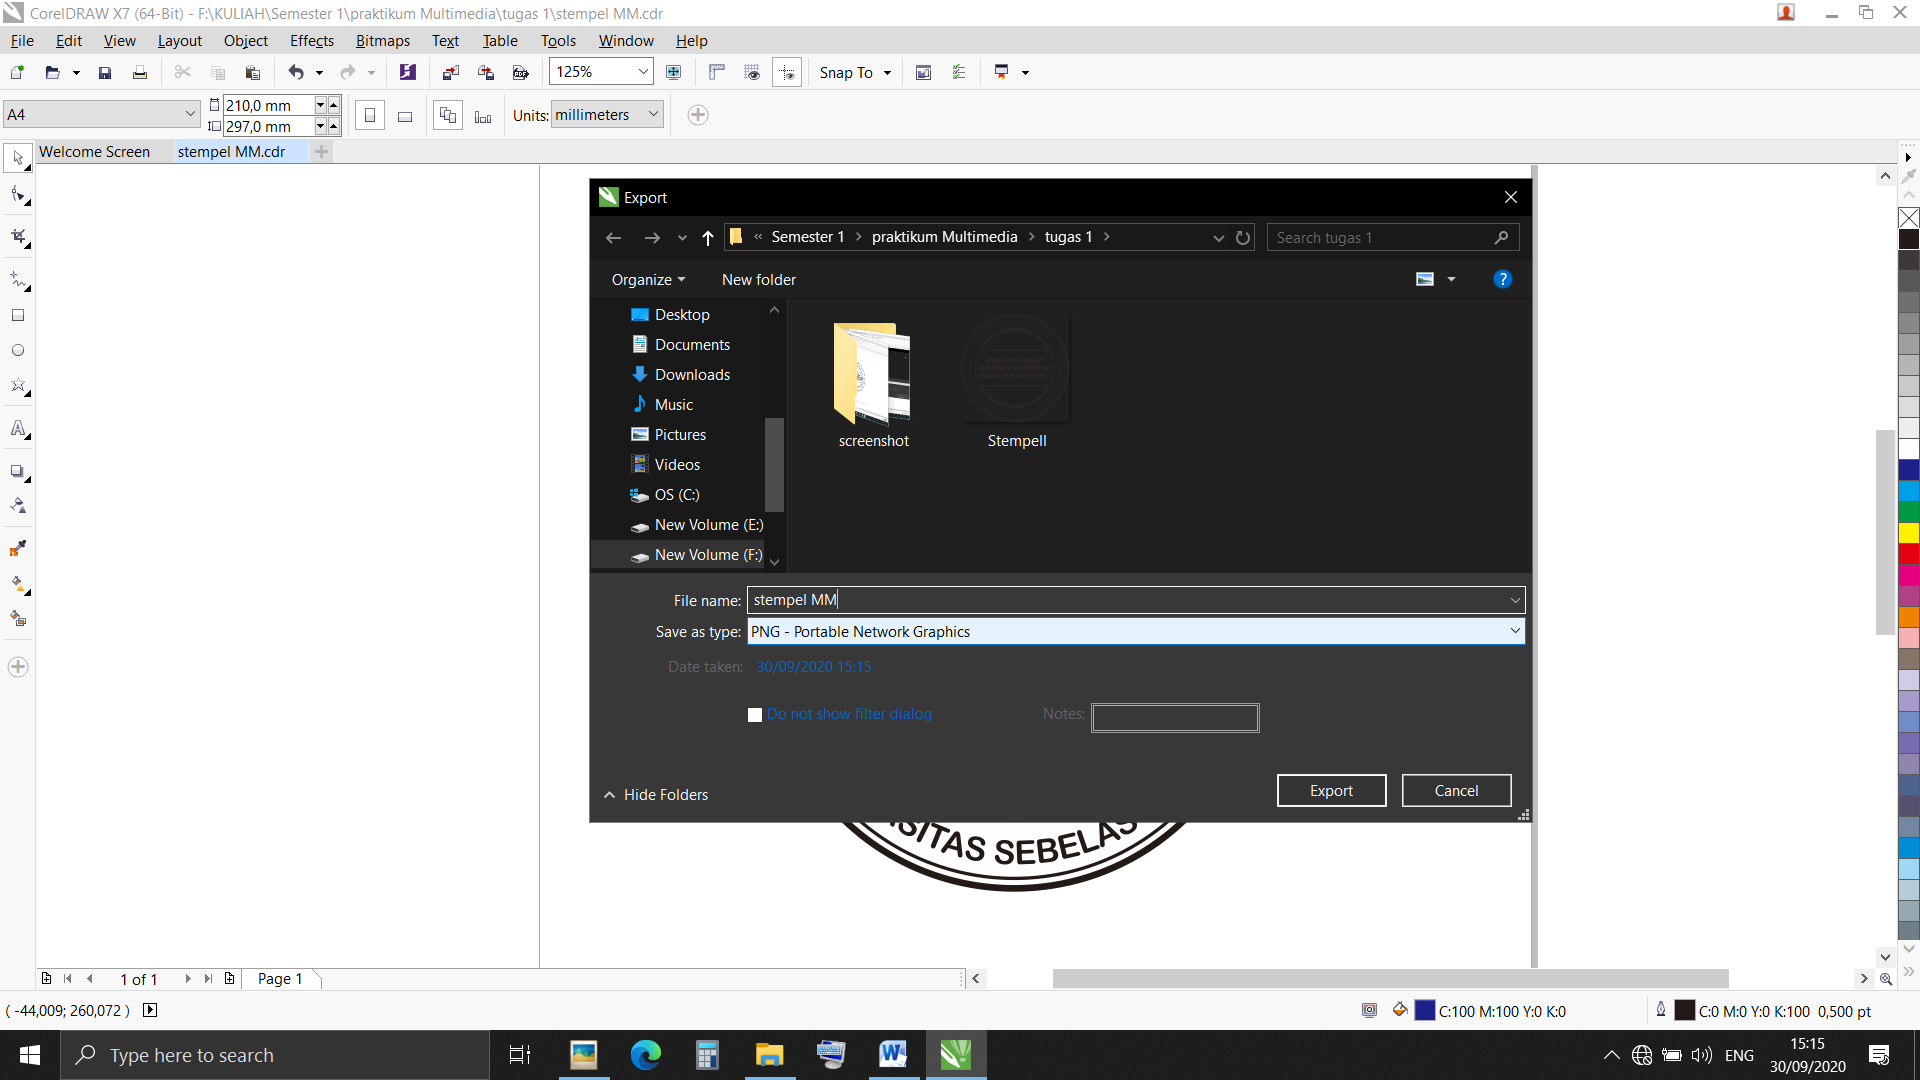 CorelDRAW X7 (64-Bit) - F:\KULIAH\Semester 1\praktikum Multimedia\tugas 1\stempel MM.cdr
File Edit View Layout Object Effects Bitmaps Text Table Tools Window Help
125% Snap To
A4 210,0 mm 297,0 mm Units: millimeters
Welcome Screen stempel MM.cdr
Export
« Semester 1 > praktikum Multimedia > tugas 1 > Search tugas 1
Organize New folder
Desktop
Documents
Downloads
Music
Pictures
Videos
OS (C:)
New Volume (E:)
New Volume (F:)
screenshot Stempell
File name: stempel MM
Save as type: PNG - Portable Network Graphics
Date taken: 30/09/2020 15:15
Do not show filter dialog Notes:
Hide Folders Export Cancel
SITAS SEBELAS
1 of 1 Page 1
( -44,009; 260,072 ) C:100 M:100 Y:0 K:0 C:0 M:0 Y:0 K:100 0,500 pt
Type here to search ENG 15:15
30/09/2020